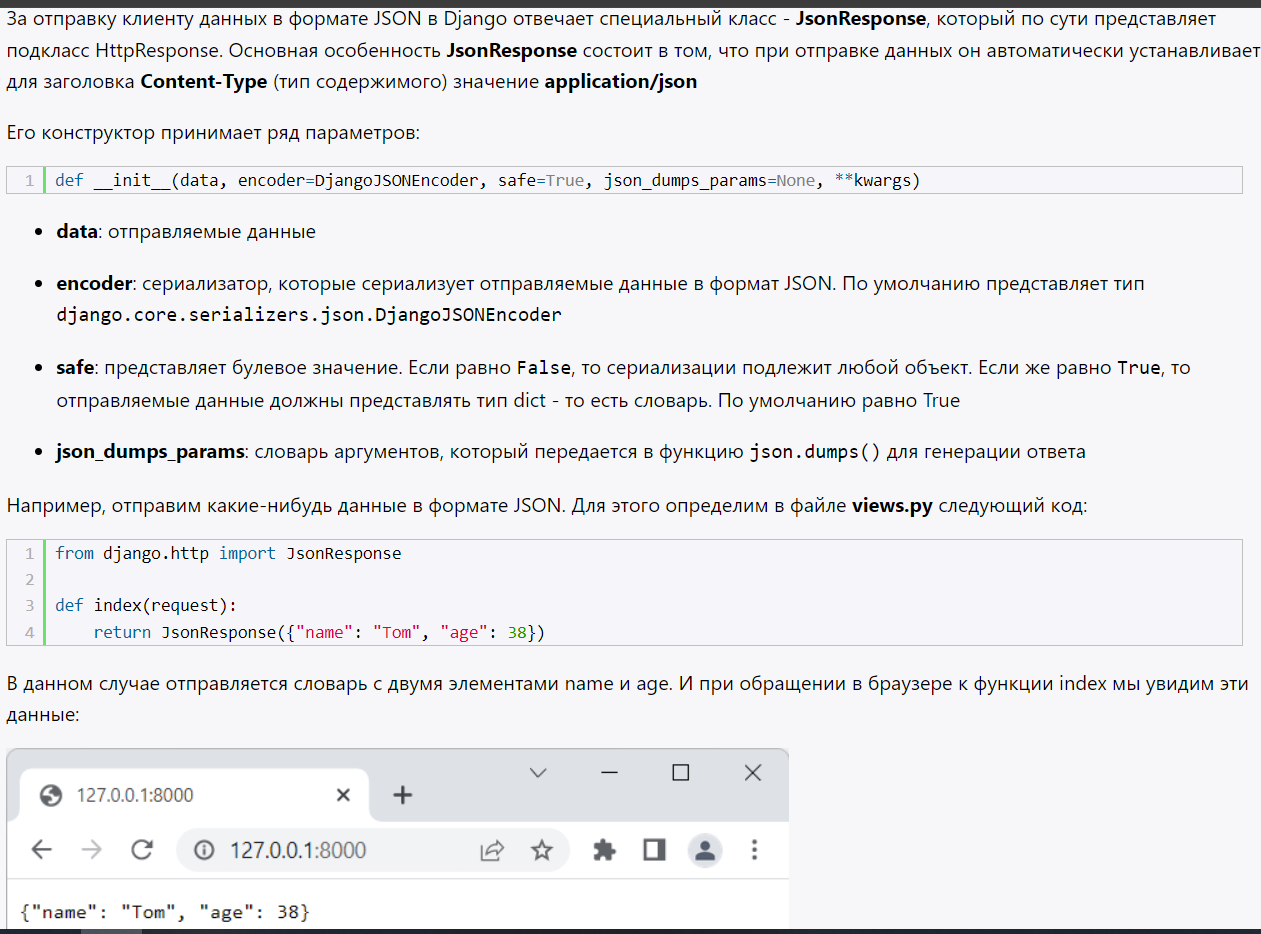 За отправку клиенту данных в формате JSON в Django отвечает специальный класс - JsonResponse, который по сути представляет
подкласс HttpResponse. Основная особенность JsonResponse состоит в том, что при отправке данных он автоматически устанавливает
для заголовка Content-Type (тип содержимого) значение application/json
Его конструктор принимает ряд параметров:
1 def __init__(data, encoder=DjangoJSONEncoder, safe=True, json_dumps_params=None, **kwargs)
• data: отправляемые данные
• encoder: сериализатор, которые сериализует отправляемые данные в формат JSON. По умолчанию представляет тип
django.core.serializers.json.DjangoJSONEncoder
• safe: представляет булевое значение. Если равно False, то сериализации подлежит любой объект. Если же равно True, то
отправляемые данные должны представлять тип dict - то есть словарь. По умолчанию равно True
• json_dumps_params: словарь аргументов, который передается в функцию json.dumps() для генерации ответа
Например, отправим какие-нибудь данные в формате JSON. Для этого определим в файле views.py следующий код:
1 from django.http import JsonResponse
2
3 def index(request):
4     return JsonResponse({"name": "Tom", "age": 38})
В данном случае отправляется словарь с двумя элементами name и age. И при обращении в браузере к функции index мы увидим эти
данные:
127.0.0.1:8000
127.0.0.1:8000
{"name": "Tom", "age": 38}